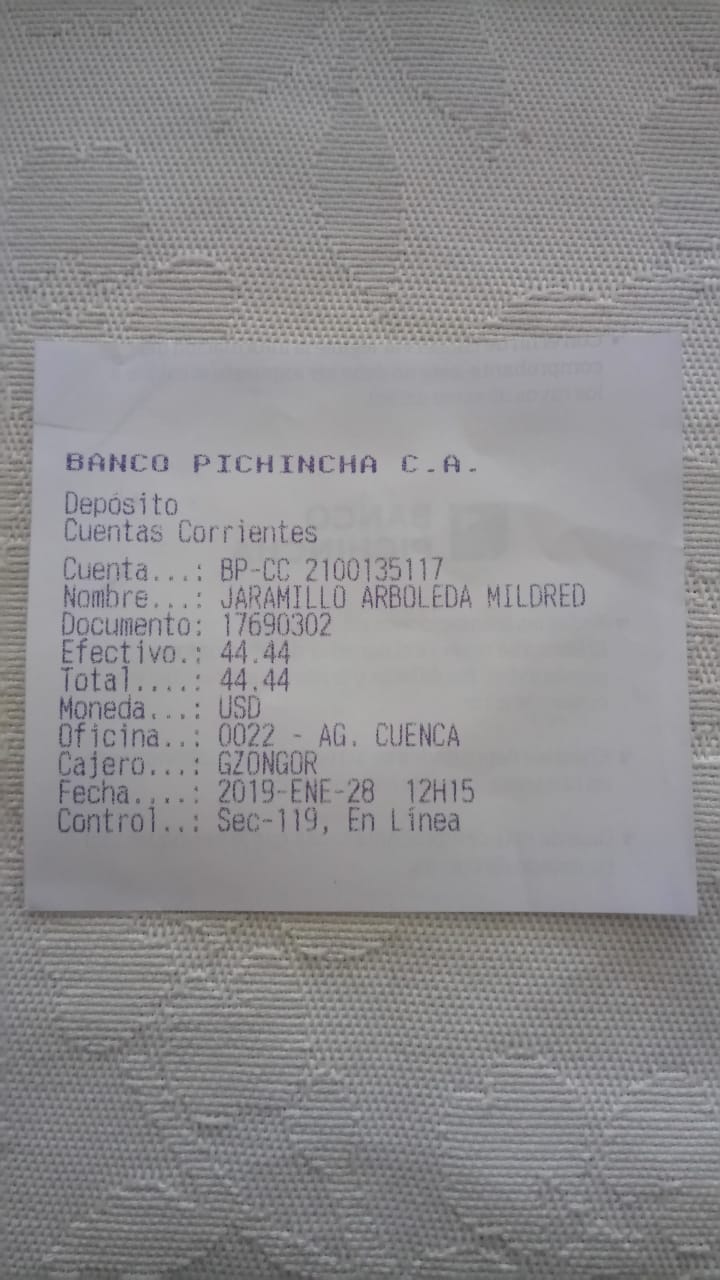 BANCO PICHINCHA C.A.
Depósito
Cuentas Corrientes
Cuenta...: BP-CC 2100135117
Nombre...: JARAMILLO ARBOLEDA MILDRED
Documento: 17690302
Efectivo.: 44.44
Total....: 44.44
Moneda...: USD
Oficina..: 0022 - AG. CUENCA
Cajero...: GZONGOR
Fecha....: 2019-ENE-28  12H15
Control..: Sec-119, En Línea